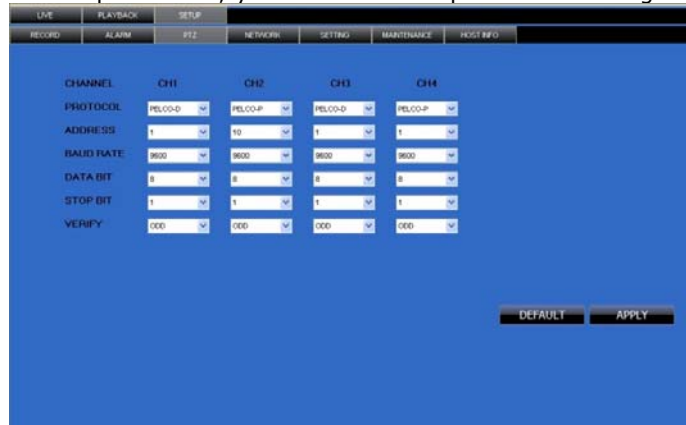 LIVE PLAYBACK SETUP
RECORD ALARM PTZ NETWORK SETTING MAINTENANCE HOST INFO
CHANNEL CH1 CH2 CH3 CH4
PROTOCOL PELCO-D PELCO-P PELCO-D PELCO-P
ADDRESS 1 10 1 1
BAUD RATE 9600 9600 9600 9600
DATA BIT 8 8 8 8
STOP BIT 1 1 1 1
VERIFY ODD ODD ODD ODD
DEFAULT APPLY